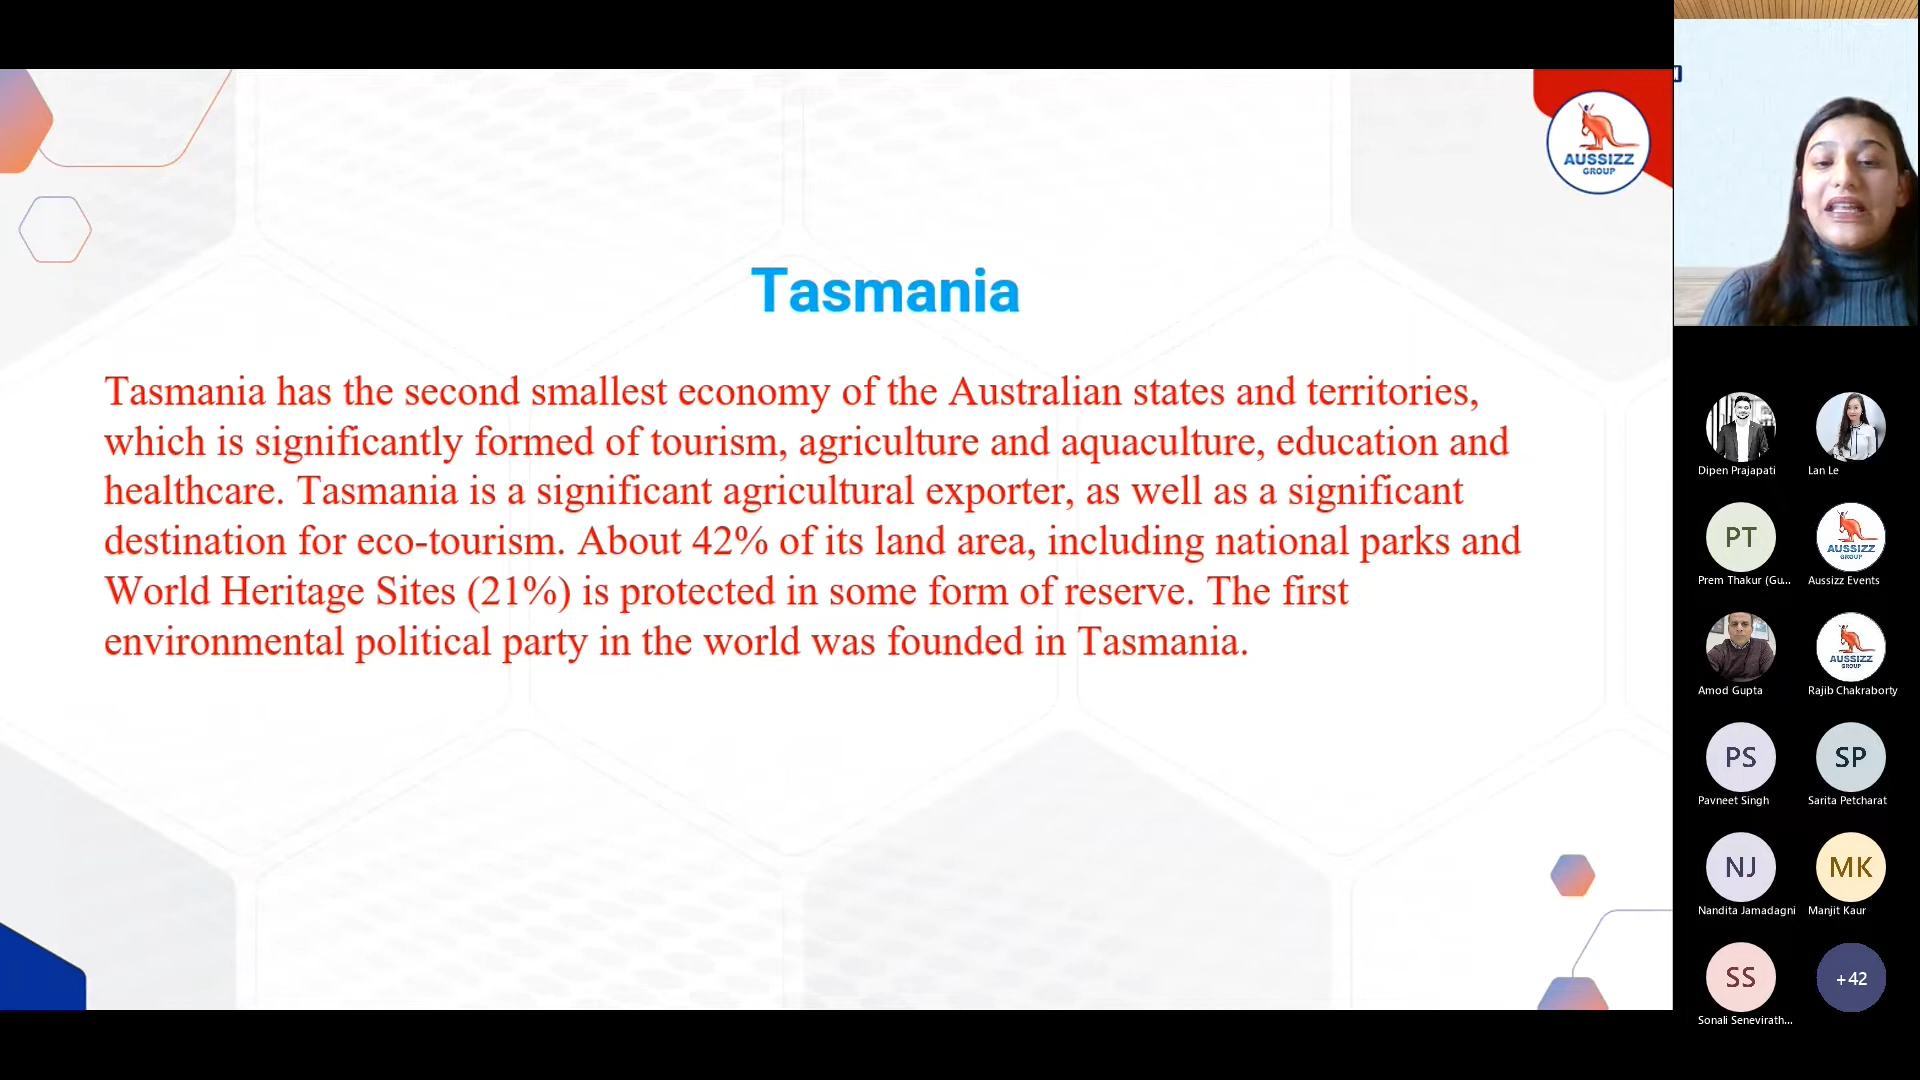 AUSSIZZ
GROUP
Tasmania
Tasmania has the second smallest economy of the Australian states and territories,
which is significantly formed of tourism, agriculture and aquaculture, education and
healthcare. Tasmania is a significant agricultural exporter, as well as a significant
destination for eco-tourism. About 42% of its land area, including national parks and
World Heritage Sites (21%) is protected in some form of reserve. The first
environmental political party in the world was founded in Tasmania.
Dipen Prajapati
Lan Le
PT
AUSSIZZ
GROUP
Prem Thakur (Gu...
Aussizz Events
AUSSIZZ
GROUP
Amod Gupta
Rajib Chakraborty
PS
SP
Pavneet Singh
Sarita Petcharat
NJ
MK
Nandita Jamadagni
Manjit Kaur
SS
+42
Sonali Senevirath...